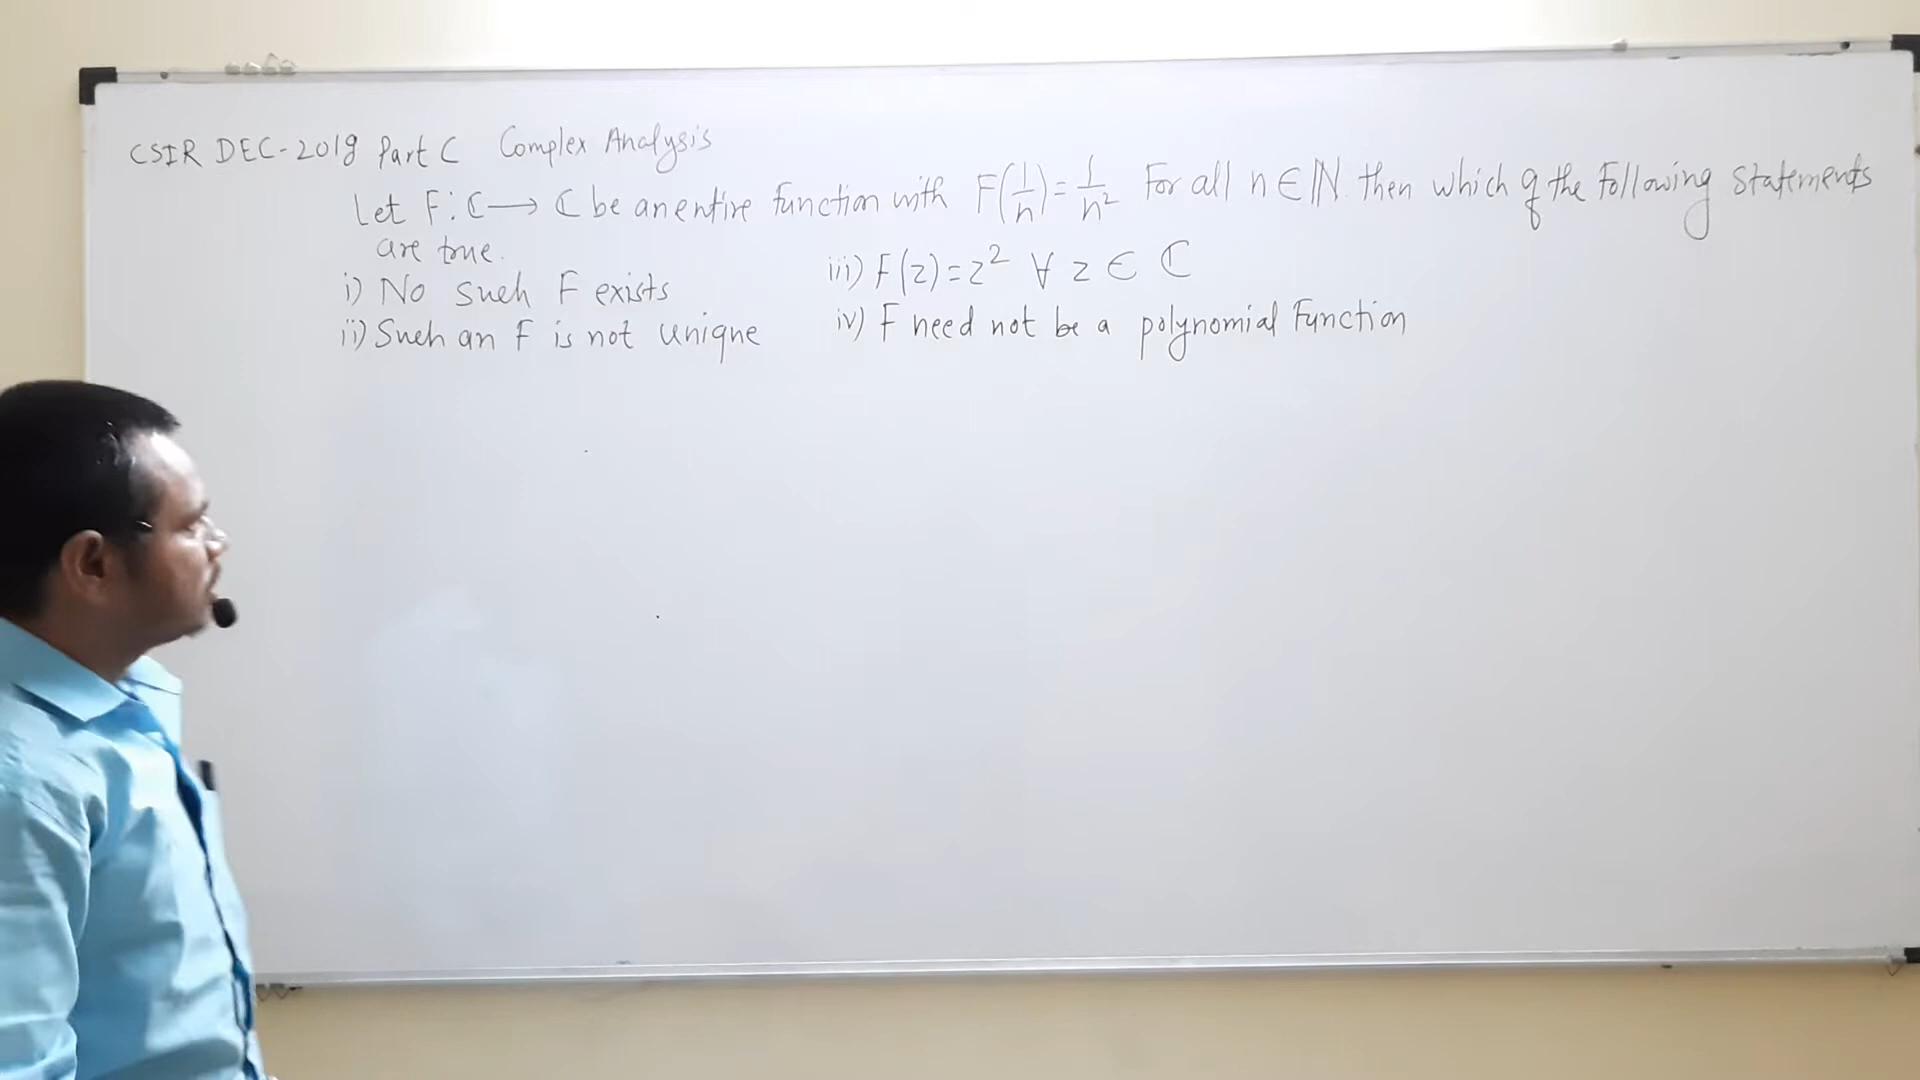 CSIR DEC-2019 Part C Complex Analysis
Let F: ℂ → ℂ be an entire function with F(1/n) = 1/n² For all n ∈ ℕ. then which of the Following Statements
are true.
i) No such F exists
ii) Such an F is not unique
iii) F(z) = z² ∀ z ∈ ℂ
iv) F need not be a polynomial Function